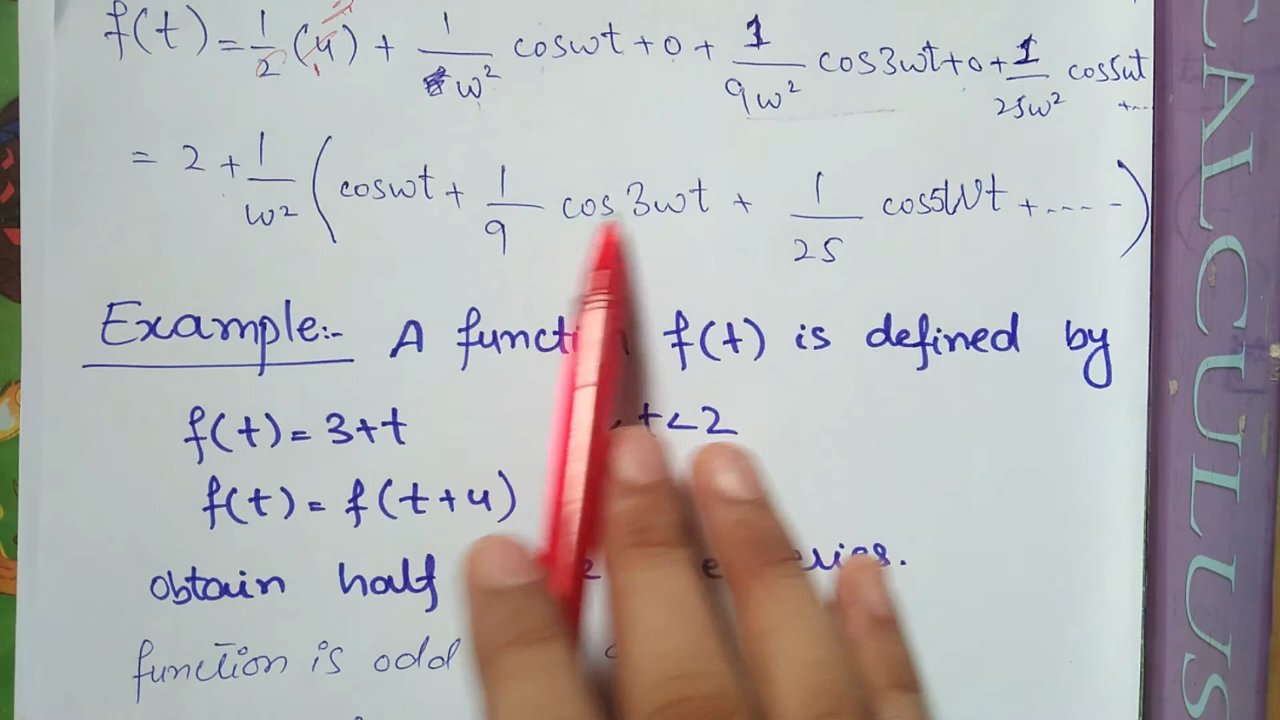 f(t) = 1/2 (4) + 1/ω² cosωt + 0 + 1/9ω² cos3ωt + 0 + 1/25ω² cos5ωt + ...
= 2 + 1/ω² (cosωt + 1/9 cos3ωt + 1/25 cos5ωt + ....-)
Example:- A f(t) is defined by
f(t) = 3+t t<2
f(t) = f(t+4)
obtain half
function is odd
CALCULUS